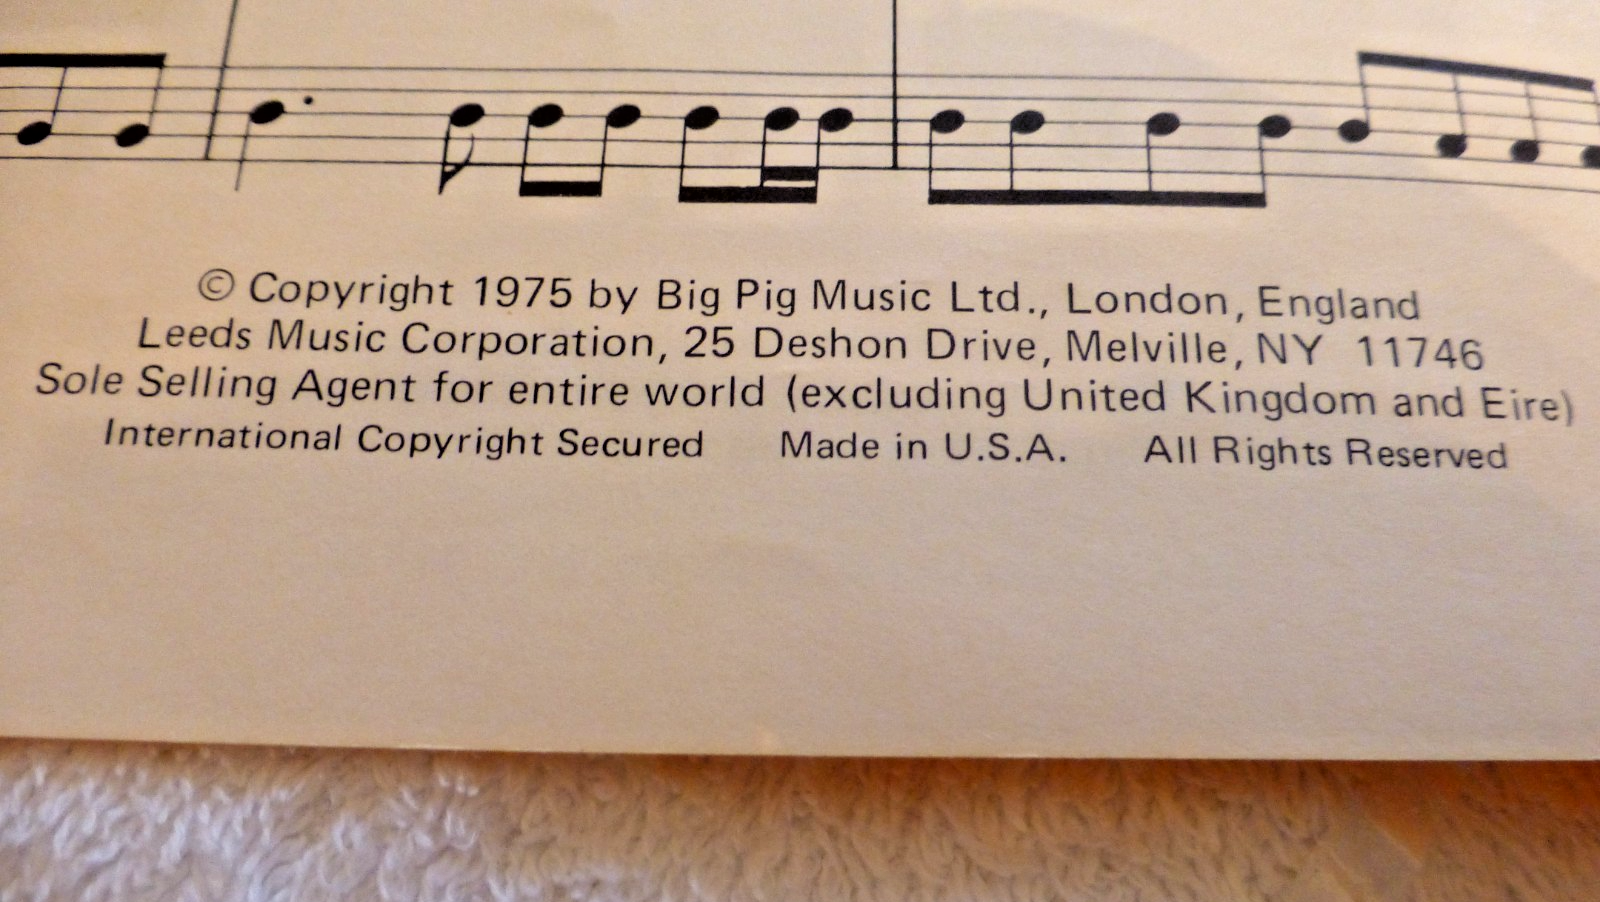 © Copyright 1975 by Big Pig Music Ltd., London, England
Leeds Music Corporation, 25 Deshon Drive, Melville, NY 11746
Sole Selling Agent for entire world (excluding United Kingdom and Eire)
International Copyright Secured Made in U.S.A. All Rights Reserved